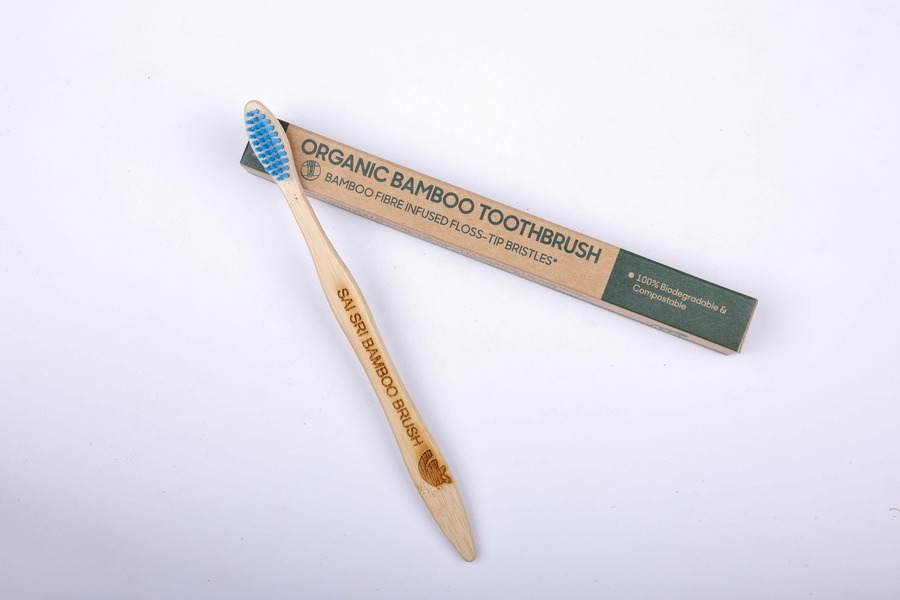 ORGANIC BAMBOO TOOTHBRUSH
BAMBOO FIBRE INFUSED FLOSS-TIP BRISTLES*
100% Biodegradable &
Compostable
SAI SRI BAMBOO BRUSH